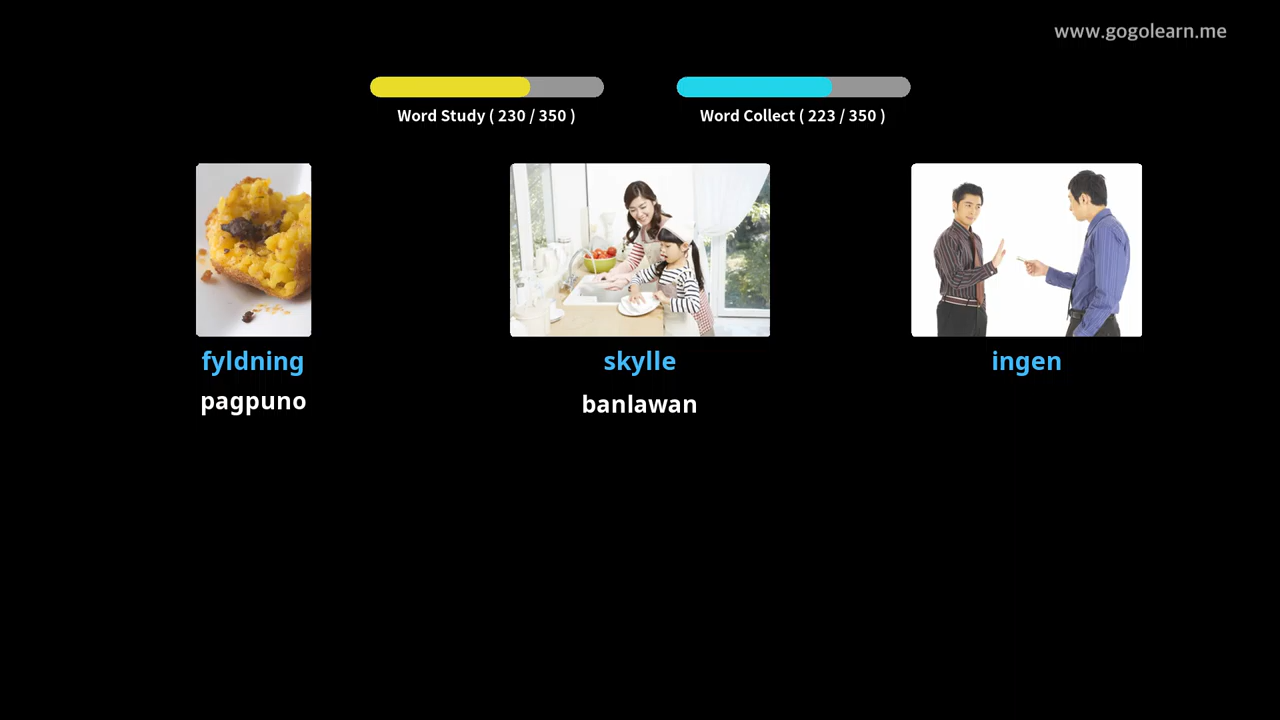 www.gogolearn.me
Word Study ( 230 / 350 )
Word Collect ( 223 / 350 )
fyldning
pagpuno
skylle
banlawan
ingen